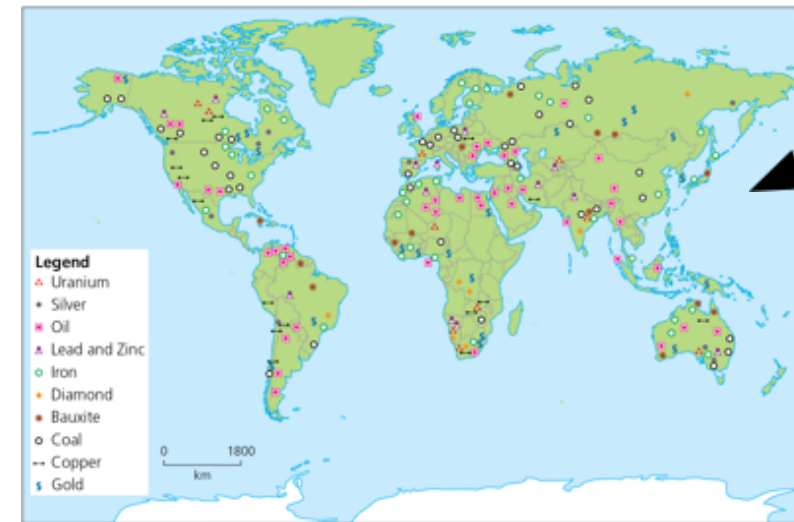 Legend
Uranium
Silver
Oil
Lead and Zinc
Iron
Diamond
Bauxite
Coal
Copper
Gold
0 1800
km